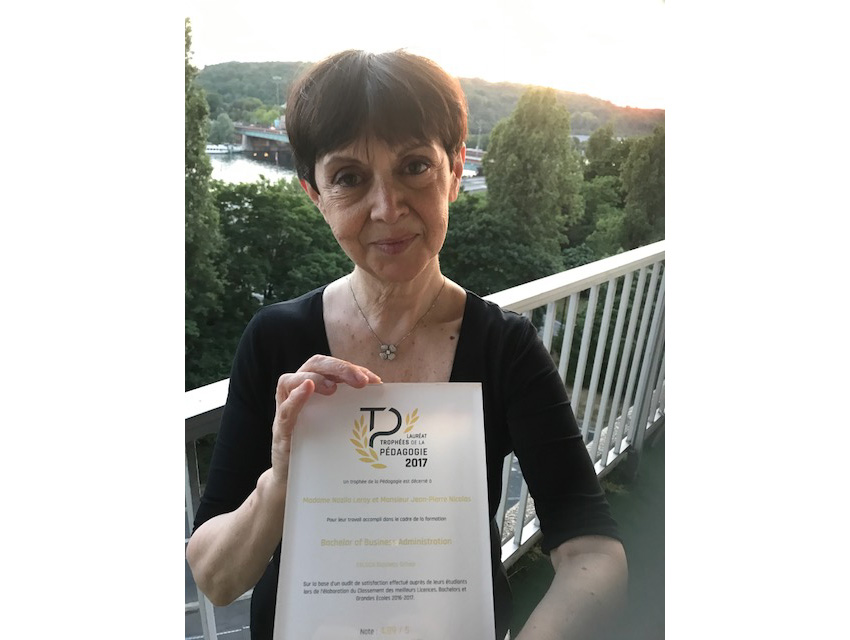 TP
LAURÉAT
TROPHÉES DE LA
PÉDAGOGIE
2017
Un trophée de la Pédagogie est décerné à
Madame Leroy et Monsieur Jean-Pierre Nicolas
Pour leur travail accompli dans le cadre de la formation
Bachelor of Business Administration
Sur la base d'un audit de satisfaction effectué auprès de leurs étudiants
lors de l'élaboration du Classement des meilleurs Licences, Bachelors et
Grandes Ecoles 2016-2017.
Note : / 5